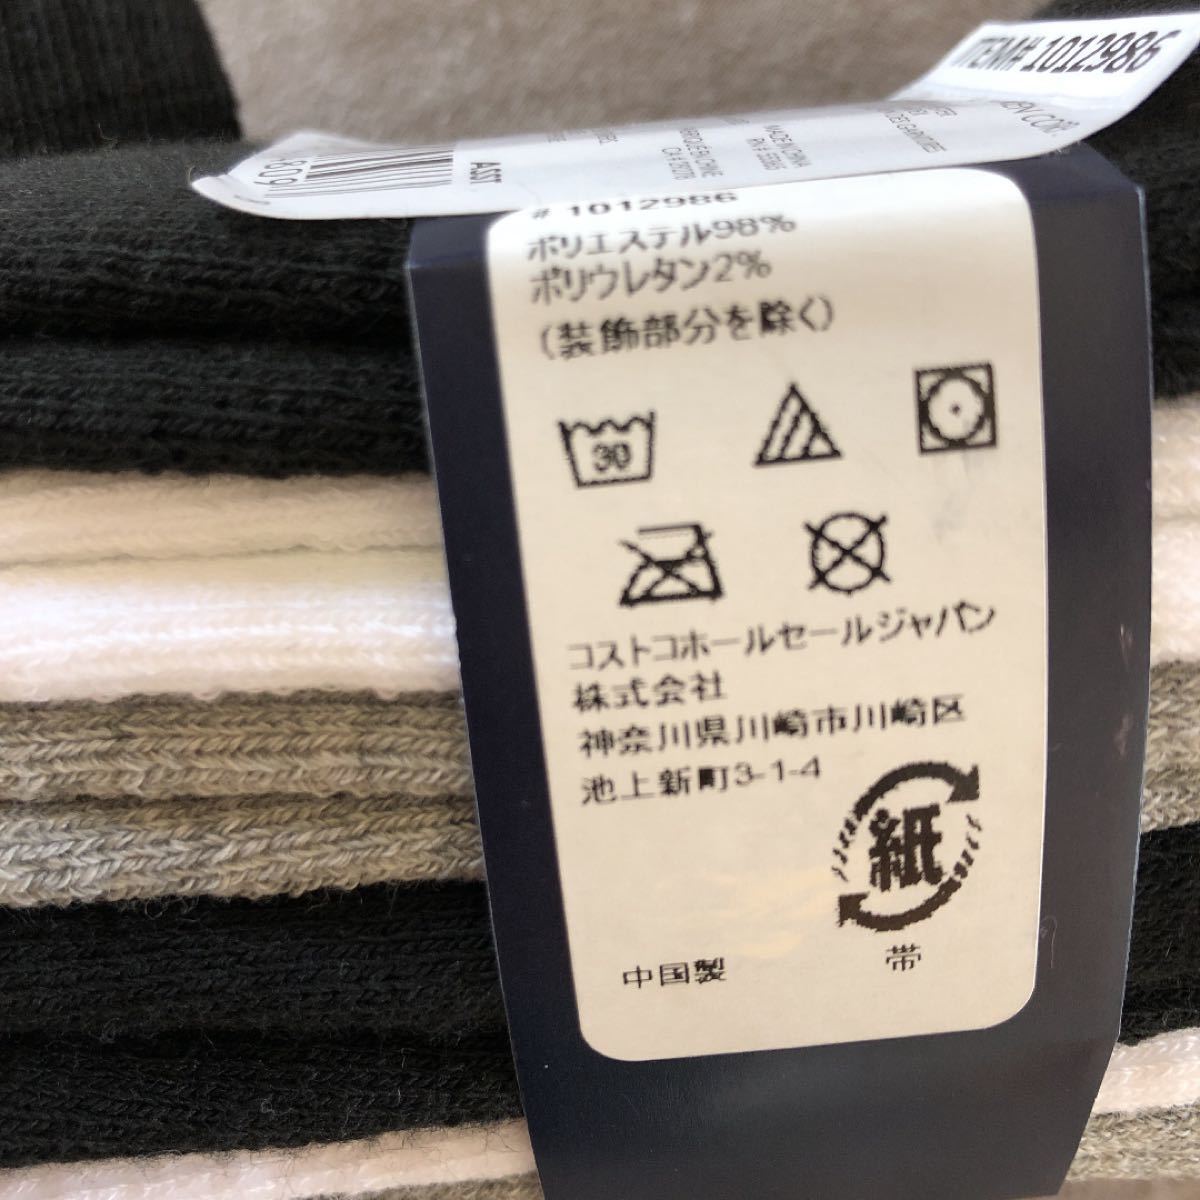 ITEM# 1012986
ASST
MADE IN CHINA
# 1012986
ポリエステル98%
ポリウレタン2%
(装飾部分を除く)
30
コストコホールセールジャパン
株式会社
神奈川県川崎市川崎区
池上新町3-1-4
紙
帯
中国製